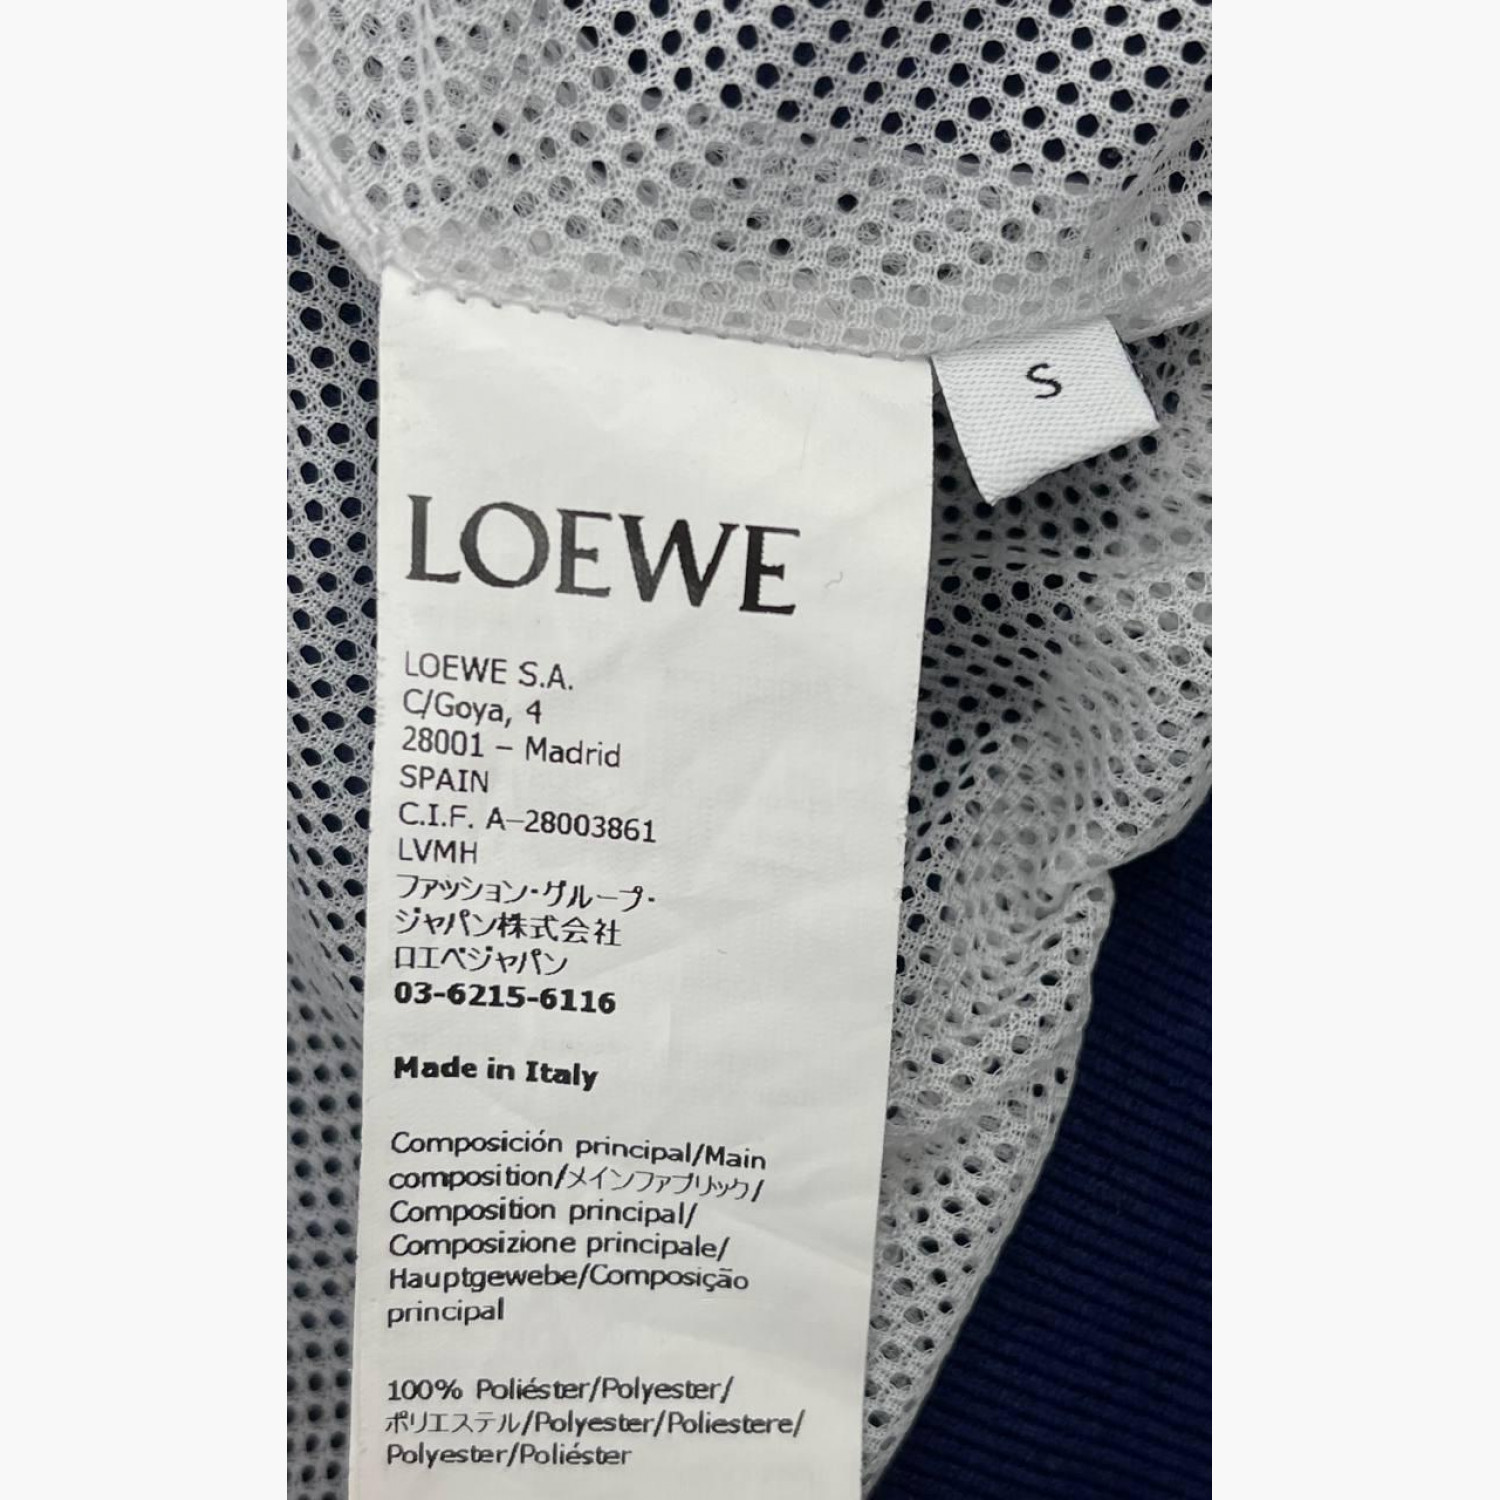 S
LOEWE
LOEWE S.A.
C/Goya, 4
28001 – Madrid
SPAIN
C.I.F. A–28003861
LVMH
ファッション・グループ・
ジャパン株式会社
ロエベジャパン
03-6215-6116
Made in Italy
Composición principal/Main
composition/メインファブリック/
Composition principal/
Composizione principale/
Hauptgewebe/Composição
principal
100% Poliéster/Polyester/
ポリエステル/Polyester/Poliestere/
Polyester/Poliéster